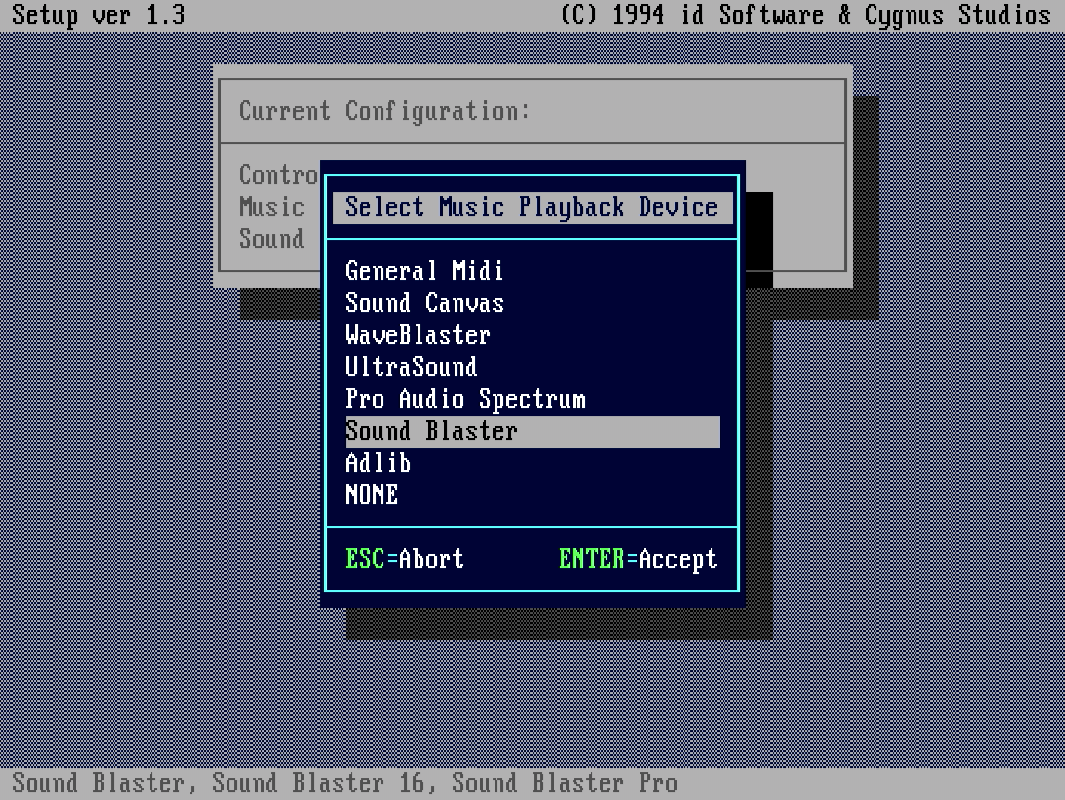 Setup ver 1.3 (C) 1994 id Software & Cygnus Studios
Current Configuration:
Contro
Music
Sound
Select Music Playback Device
General Midi
Sound Canvas
WaveBlaster
UltraSound
Pro Audio Spectrum
Sound Blaster
Adlib
NONE
ESC=Abort ENTER=Accept
Sound Blaster, Sound Blaster 16, Sound Blaster Pro